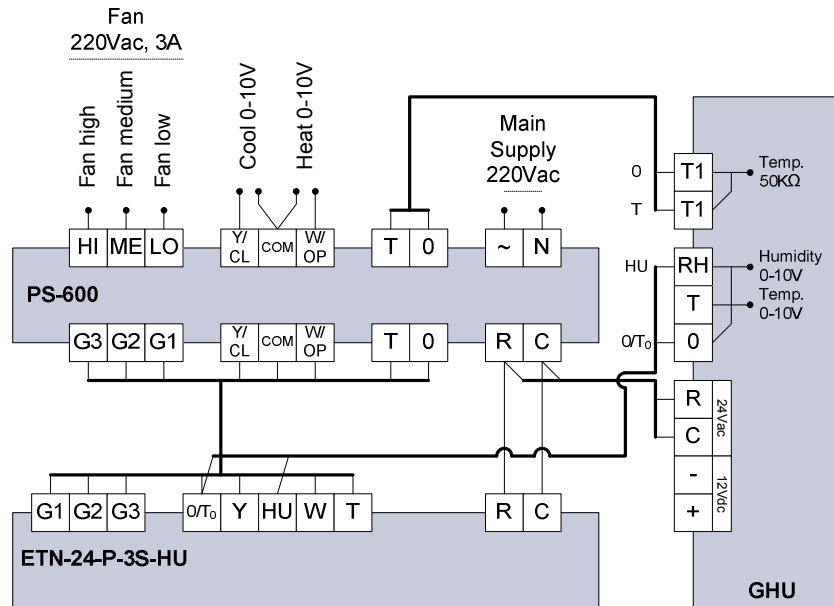 Fan
220Vac, 3A
Fan high
Fan medium
Fan low
Cool 0-10V
Heat 0-10V
Main
Supply
220Vac
HI ME LO
Y/
CL
COM
W/
OP
T 0
~ N
PS-600
G3 G2 G1
Y/
CL
COM
W/
OP
T 0
R C
G1 G2 G3
0/T₀ Y HU W T
R C
ETN-24-P-3S-HU
0 T1
T T1
Temp.
50KΩ
HU RH
T
0/T₀ 0
Humidity
0-10V
Temp.
0-10V
R
C
24Vac
-
+
12Vdc
GHU